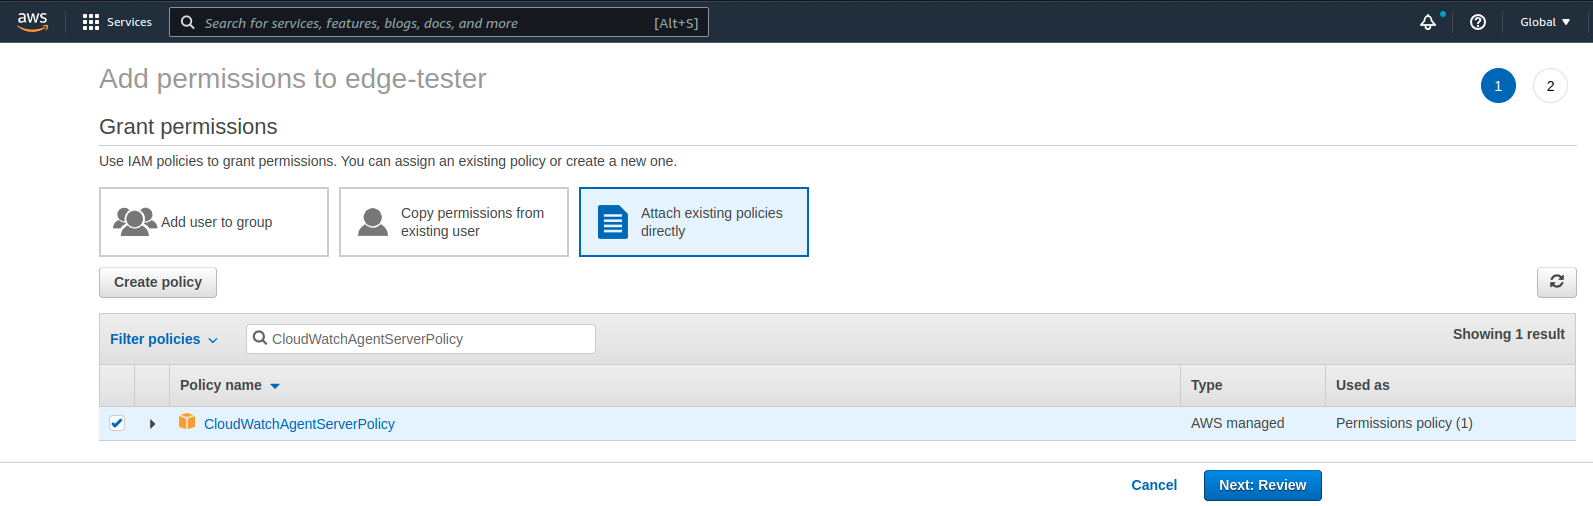 aws Services Search for services, features, blogs, docs, and more [Alt+S] Global
Add permissions to edge-tester
1 2
Grant permissions
Use IAM policies to grant permissions. You can assign an existing policy or create a new one.
Add user to group
Copy permissions from
existing user
Attach existing policies
directly
Create policy
Filter policies CloudWatchAgentServerPolicy Showing 1 result
Policy name Type Used as
CloudWatchAgentServerPolicy AWS managed Permissions policy (1)
Cancel Next: Review